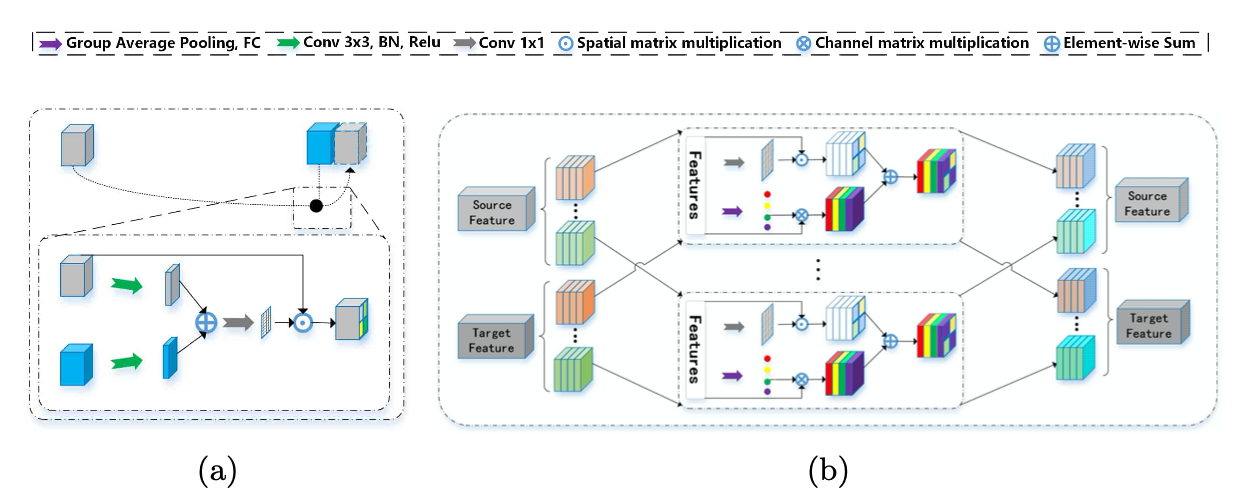 Group Average Pooling, FC Conv 3x3, BN, Relu Conv 1x1 Spatial matrix multiplication Channel matrix multiplication Element-wise Sum
Source
Feature
Target
Feature
Features
Features
Source
Feature
Target
Feature
(a)
(b)